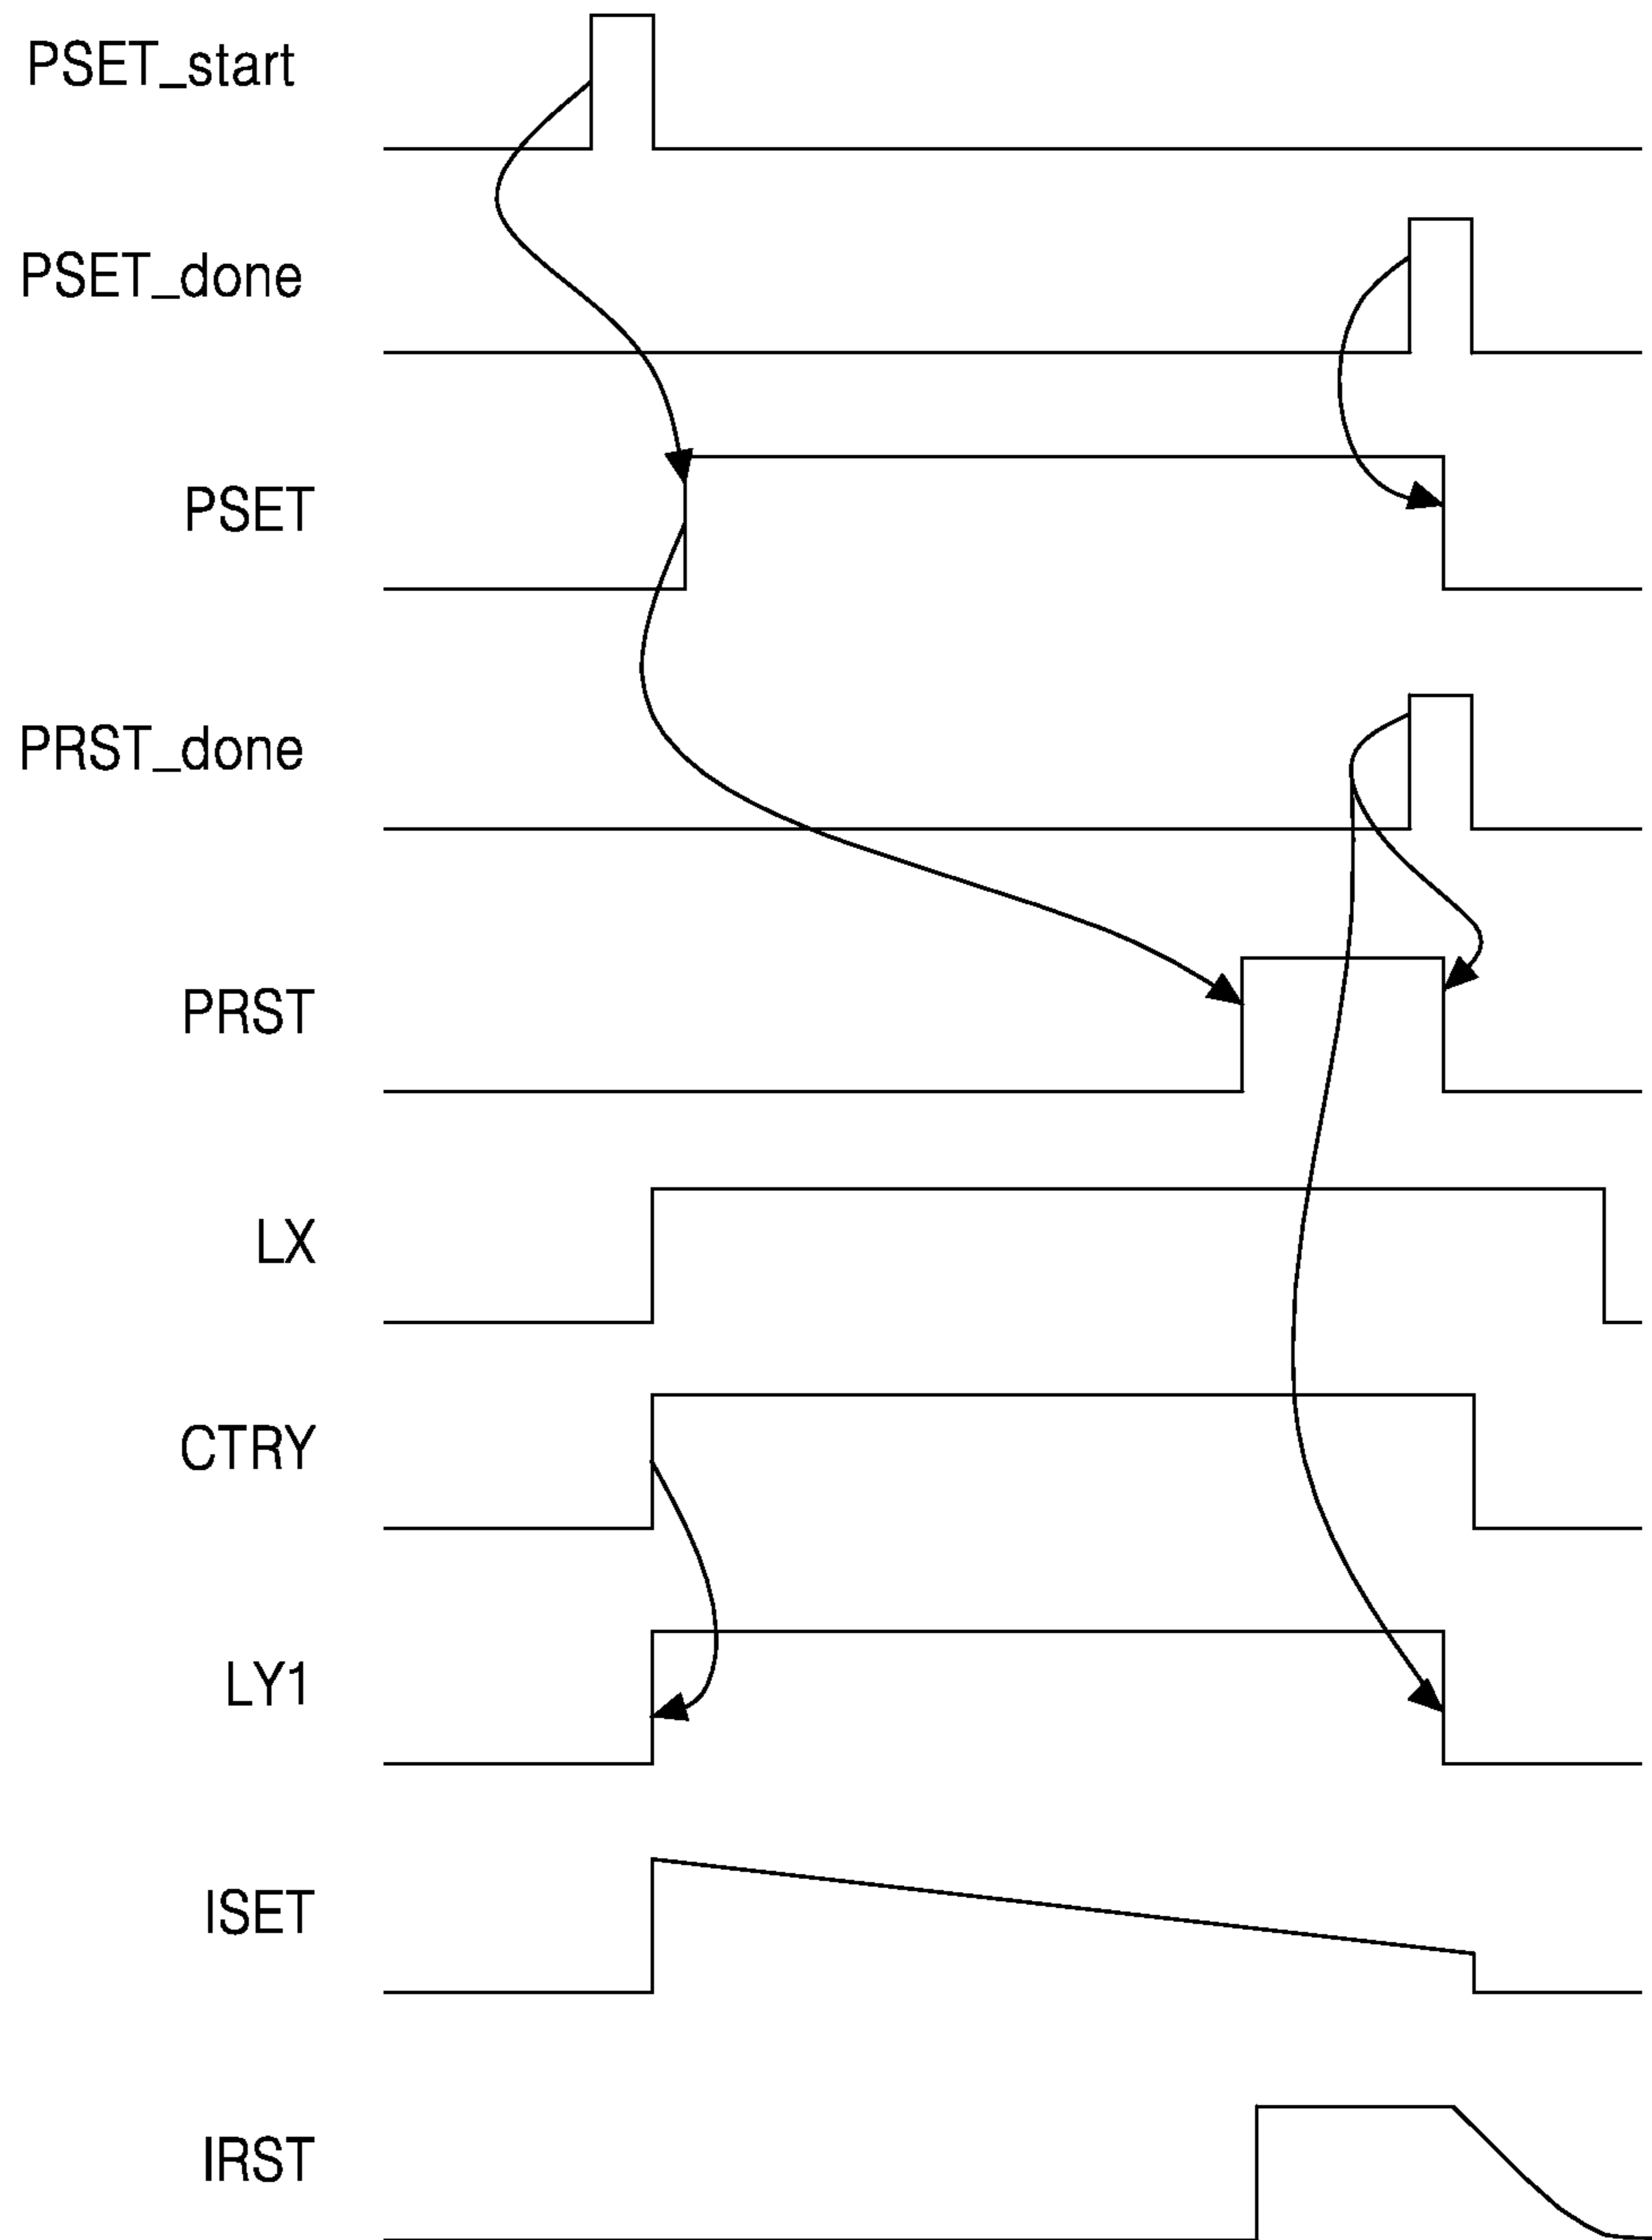 PSET_start
PSET_done
PSET
PRST_done
PRST
LX
CTRY
LY1
ISET
IRST